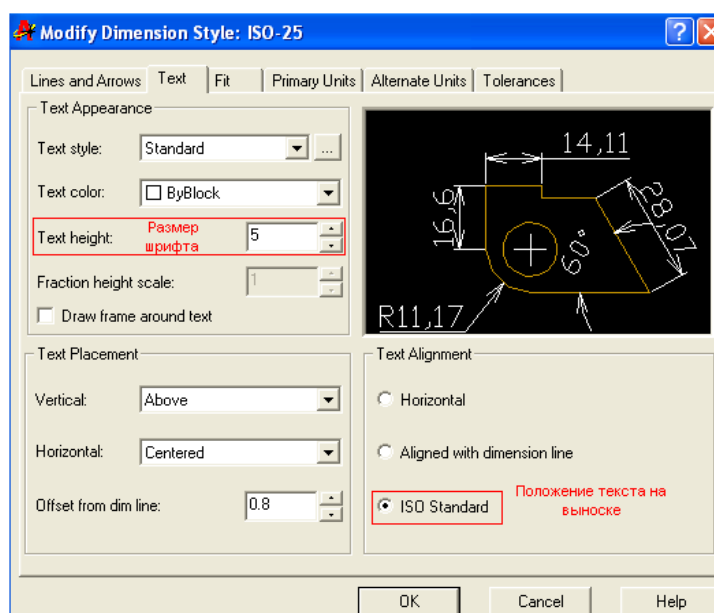 Modify Dimension Style: ISO-25
Lines and Arrows Text Fit Primary Units Alternate Units Tolerances
Text Appearance
Text style: Standard ...
Text color: ByBlock
Text height: Размер шрифта 5
Fraction height scale: 1
Draw frame around text
14,11
16,6
28,07
60°
R11,17
Text Placement
Vertical: Above
Horizontal: Centered
Offset from dim line: 0.8
Text Alignment
Horizontal
Aligned with dimension line
ISO Standard
Положение текста на
выноске
OK Cancel Help